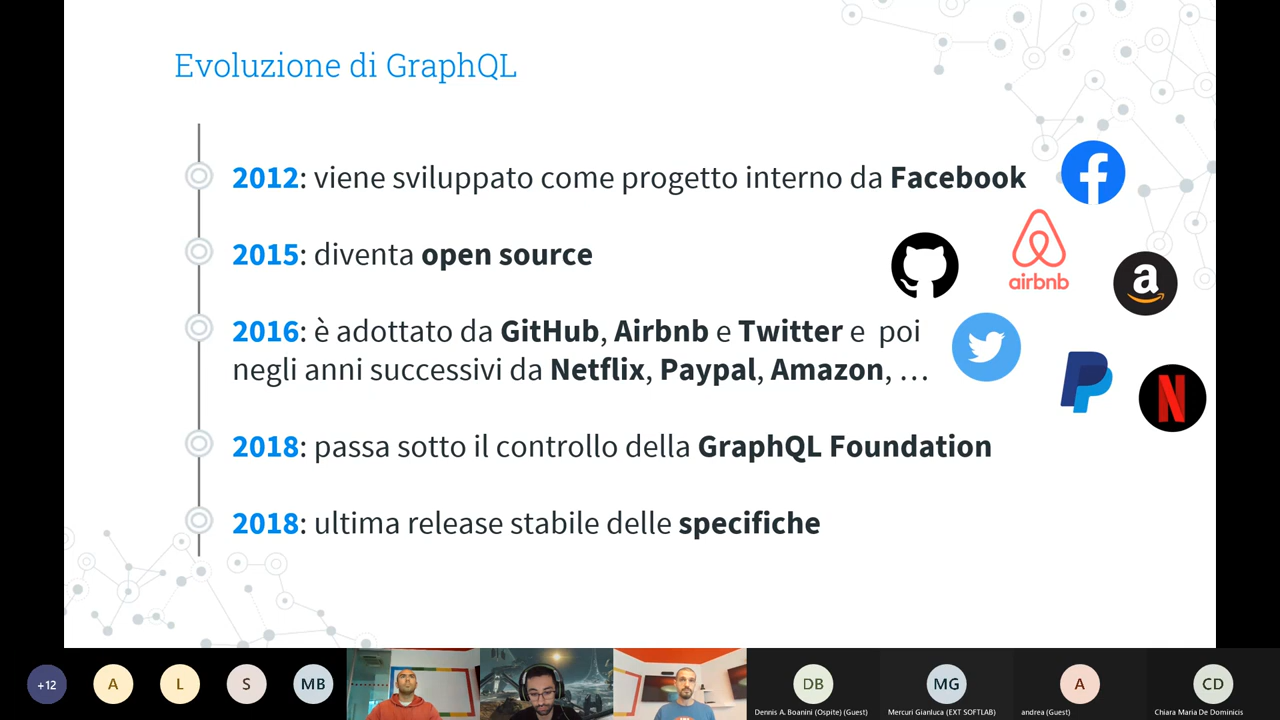 Evoluzione di GraphQL
2012: viene sviluppato come progetto interno da Facebook
2015: diventa open source
airbnb
a
2016: è adottato da GitHub, Airbnb e Twitter e poi
negli anni successivi da Netflix, Paypal, Amazon, ...
2018: passa sotto il controllo della GraphQL Foundation
2018: ultima release stabile delle specifiche
+12
A
L
S
MB
DB
MG
A
CD
Dennis A. Boanini (Ospite) (Guest)
Mercuri Gianluca (EXT SOFTLAB)
andrea (Guest)
Chiara Maria De Dominicis